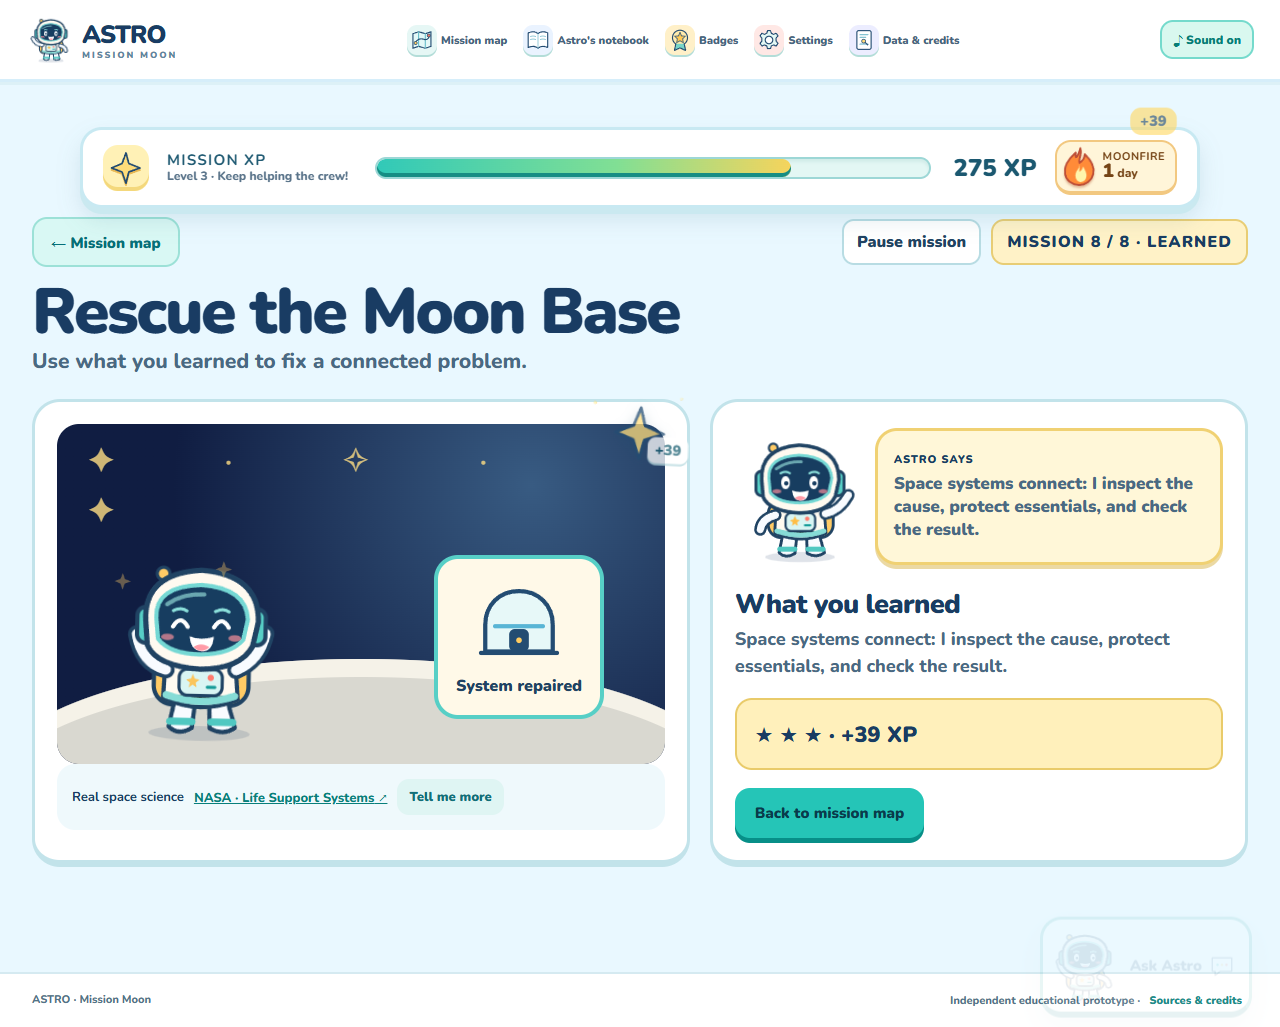 ASTRO
MISSION MOON
Mission map
Astro's notebook
Badges
Settings
Data & credits
♪ Sound on
+39
MISSION XP
Level 3 · Keep helping the crew!
275 XP
MOONFIRE
1 day
← Mission map
Pause mission
MISSION 8 / 8 · LEARNED
Rescue the Moon Base
Use what you learned to fix a connected problem.
+39
System repaired
Real space science
NASA · Life Support Systems ↗
Tell me more
ASTRO SAYS
Space systems connect: I inspect the
cause, protect essentials, and check
the result.
What you learned
Space systems connect: I inspect the cause, protect
essentials, and check the result.
★ ★ ★ · +39 XP
Back to mission map
Ask Astro
ASTRO · Mission Moon
Independent educational prototype ·
Sources & credits